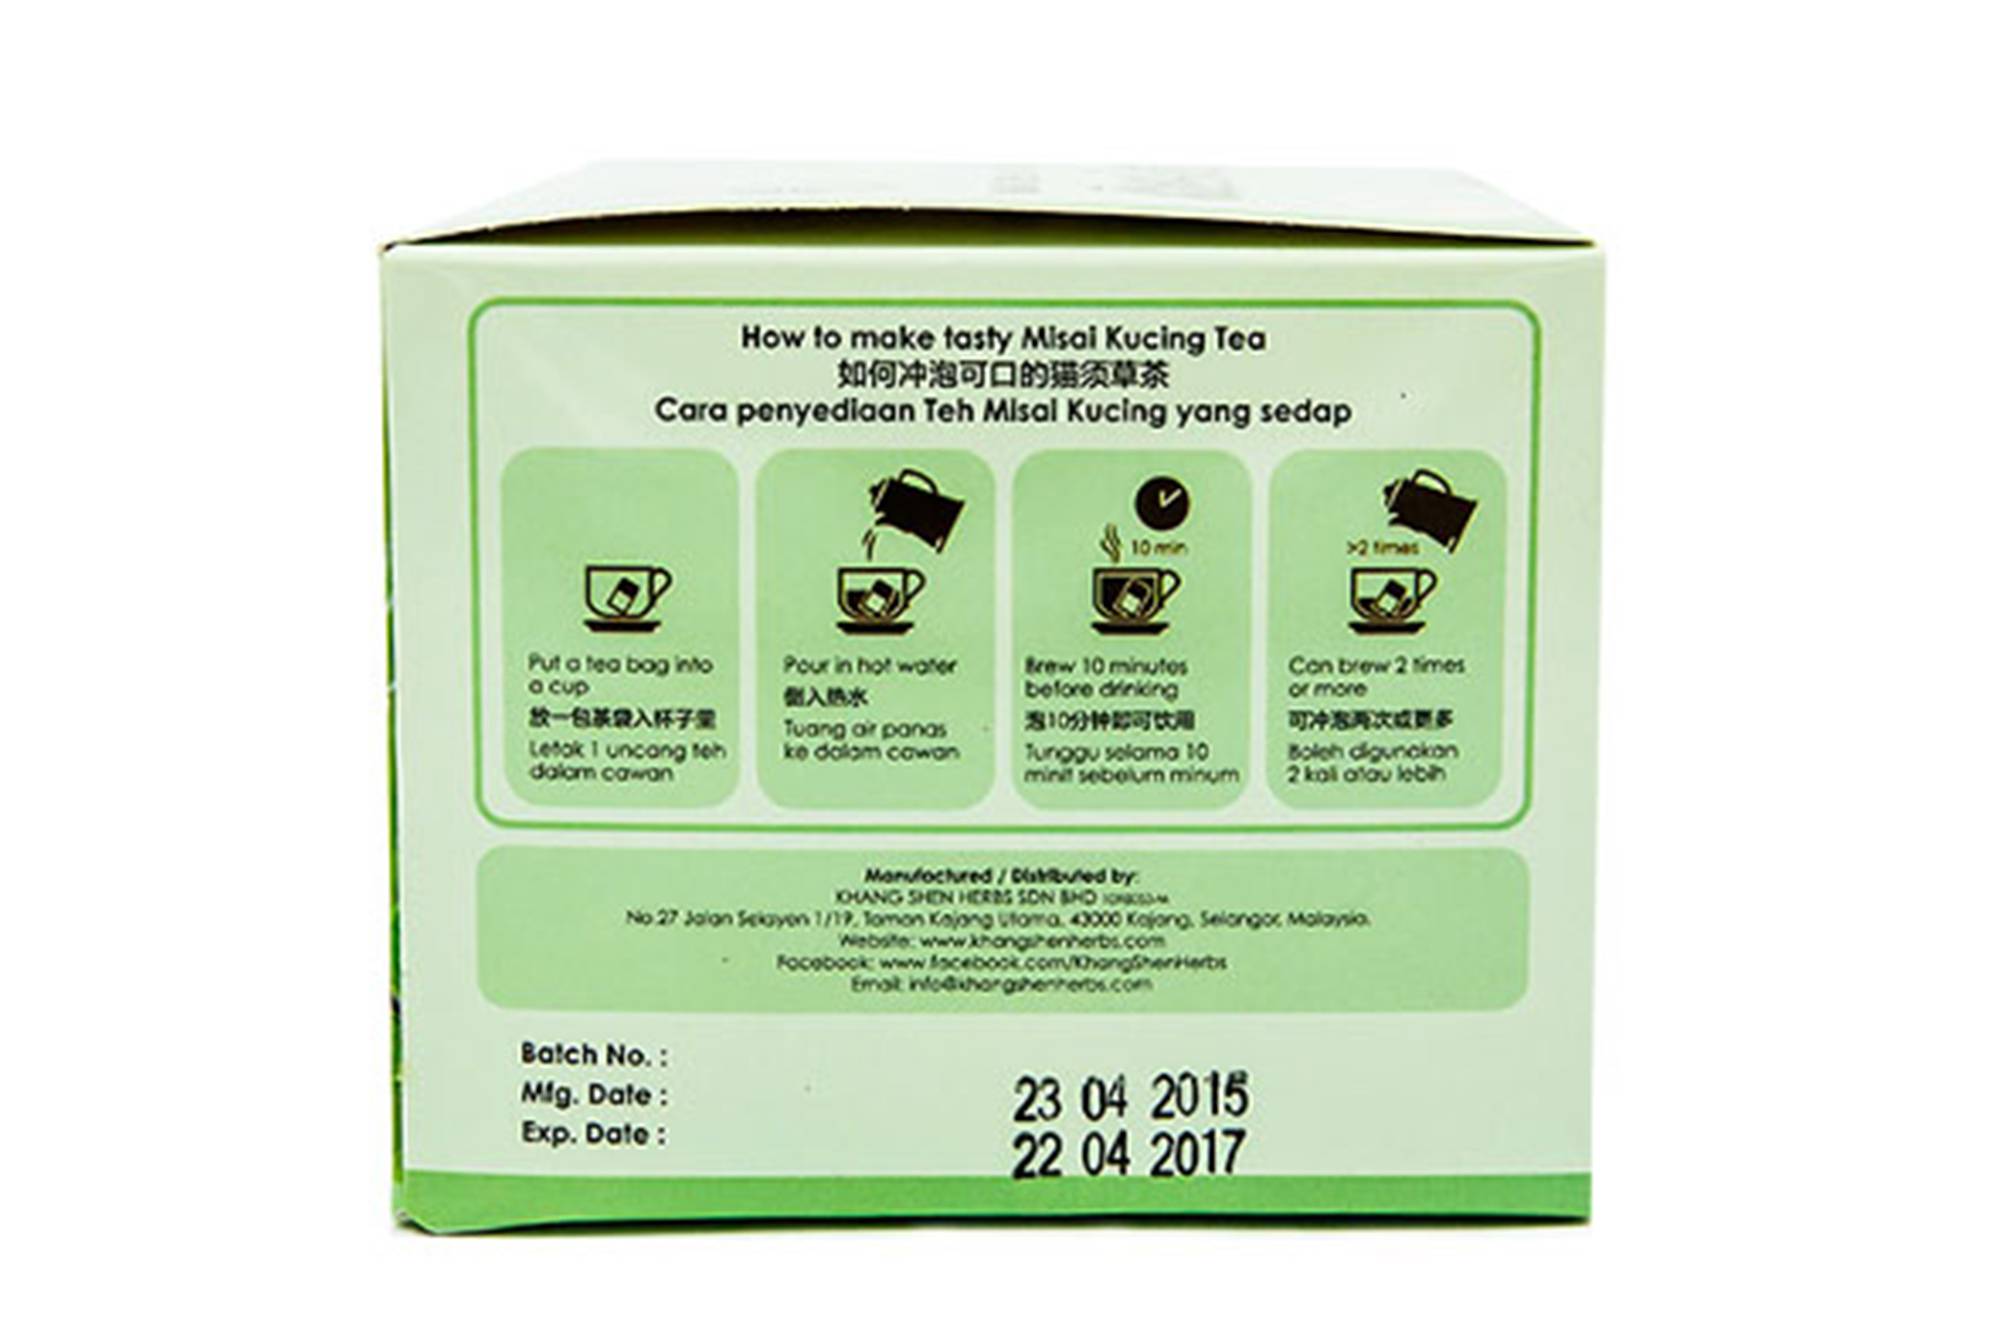 How to make tasty Misai Kucing Tea
如何冲泡可口的猫须草茶
Cara penyediaan Teh Misai Kucing yang sedap
Put a tea bag into
a cup
放一包茶袋入杯子里
Letak 1 uncang teh
dalam cawan
Pour in hot water
倒入热水
Tuang air panas
ke dalam cawan
10 min
Brew 10 minutes
before drinking
泡10分钟即可饮用
Tunggu selama 10
minit sebelum minum
>2 times
Can brew 2 times
or more
可冲泡两次或更多
Boleh digunakan
2 kali atau lebih
Manufactured / Distributed by:
KHANG SHEN HERBS SDN BHD
No.27 Jalan Seksyen 1/19, Taman Kajang Utama, 43000 Kajang, Selangor, Malaysia.
Website: www.khangshenherbs.com
Facebook: www.facebook.com/KhangShenHerbs
Email: info@khangshenherbs.com
Batch No. :
Mfg. Date : 23 04 2015
Exp. Date : 22 04 2017